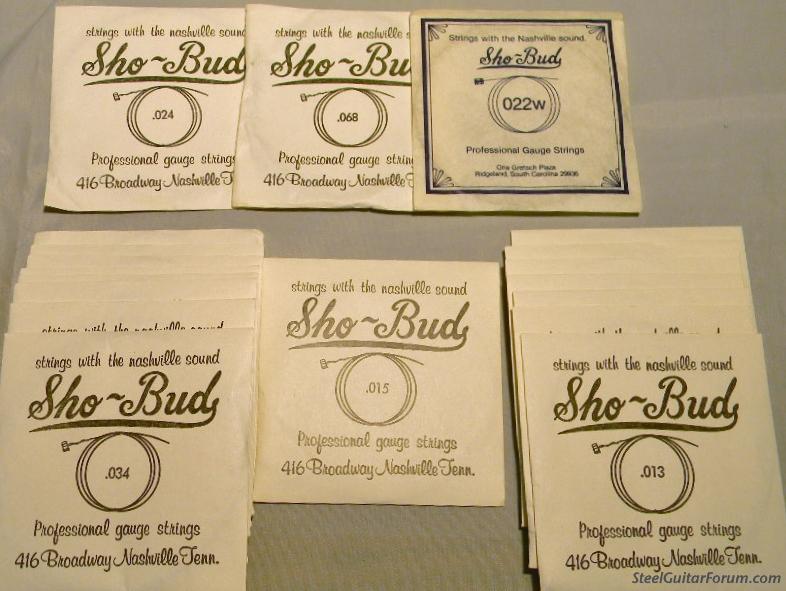 strings with the nashville sound
Sho~Bud
.024
Professional gauge strings
416 Broadway Nashville
strings with the nashville
Sho~Bu
.068
Professional gauge
416 Broadway Nashville
Strings with the Nashville sound.
Sho~Bud
022w
Professional Gauge Strings
One Gretsch Plaza
Ridgeland, South Carolina 29936
strings with the nashville sound
strings with the nashville sound
Sho~Bud
.034
Professional gauge strings
416 Broadway Nashville Tenn.
strings with the nashville sound
Sho~Bud
.015
Professional gauge strings
416 Broadway Nashville Tenn.
strings with the nashville sound
Sho~Bud
.013
Professional gauge strings
416 Broadway Nashville Tenn.
SteelGuitarForum.com